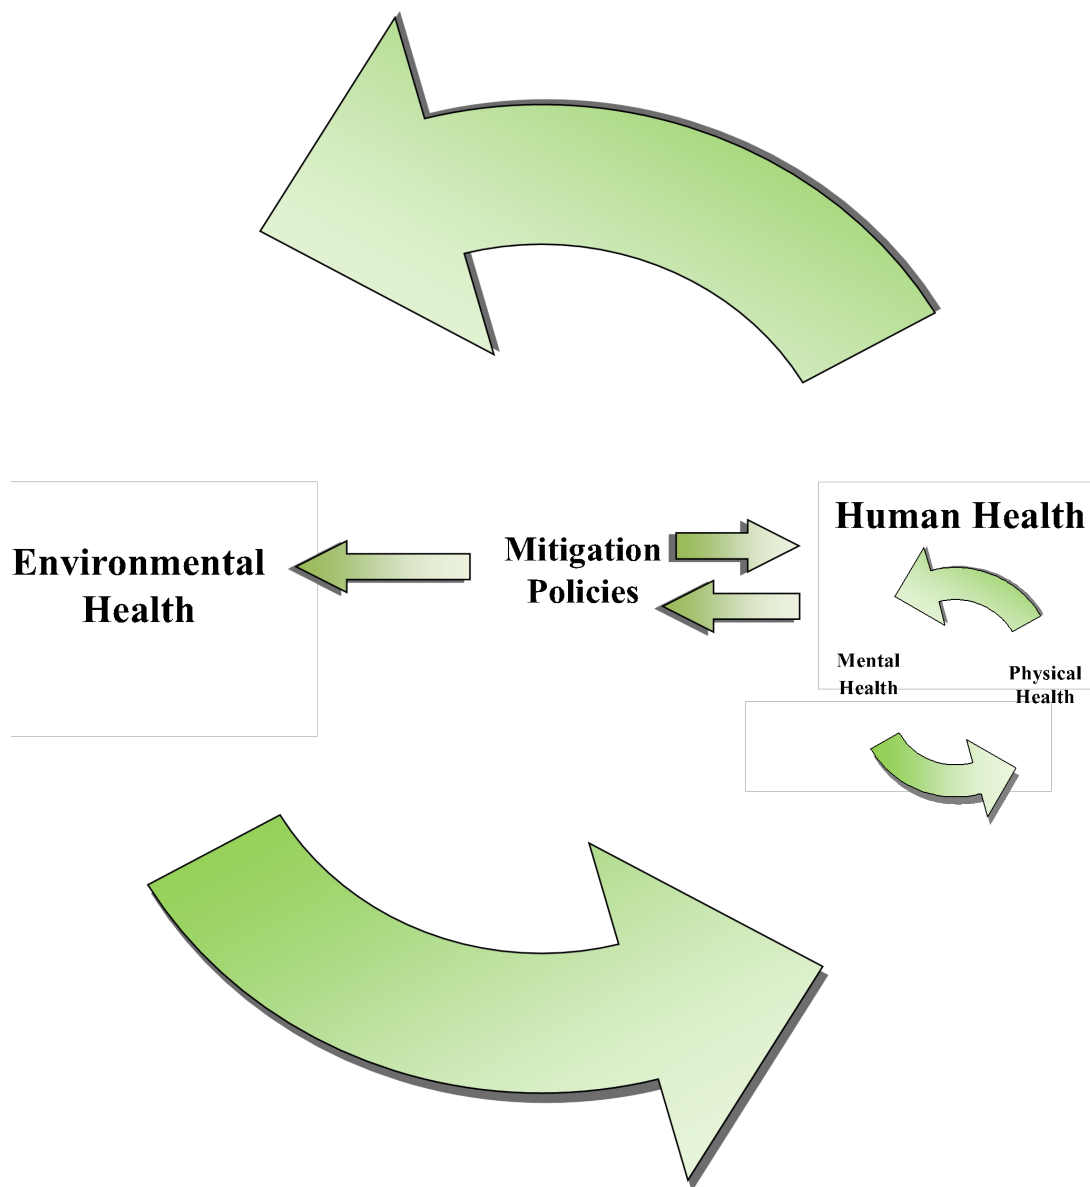 Environmental
Health
Mitigation
Policies
Human Health
Mental
Health
Physical
Health